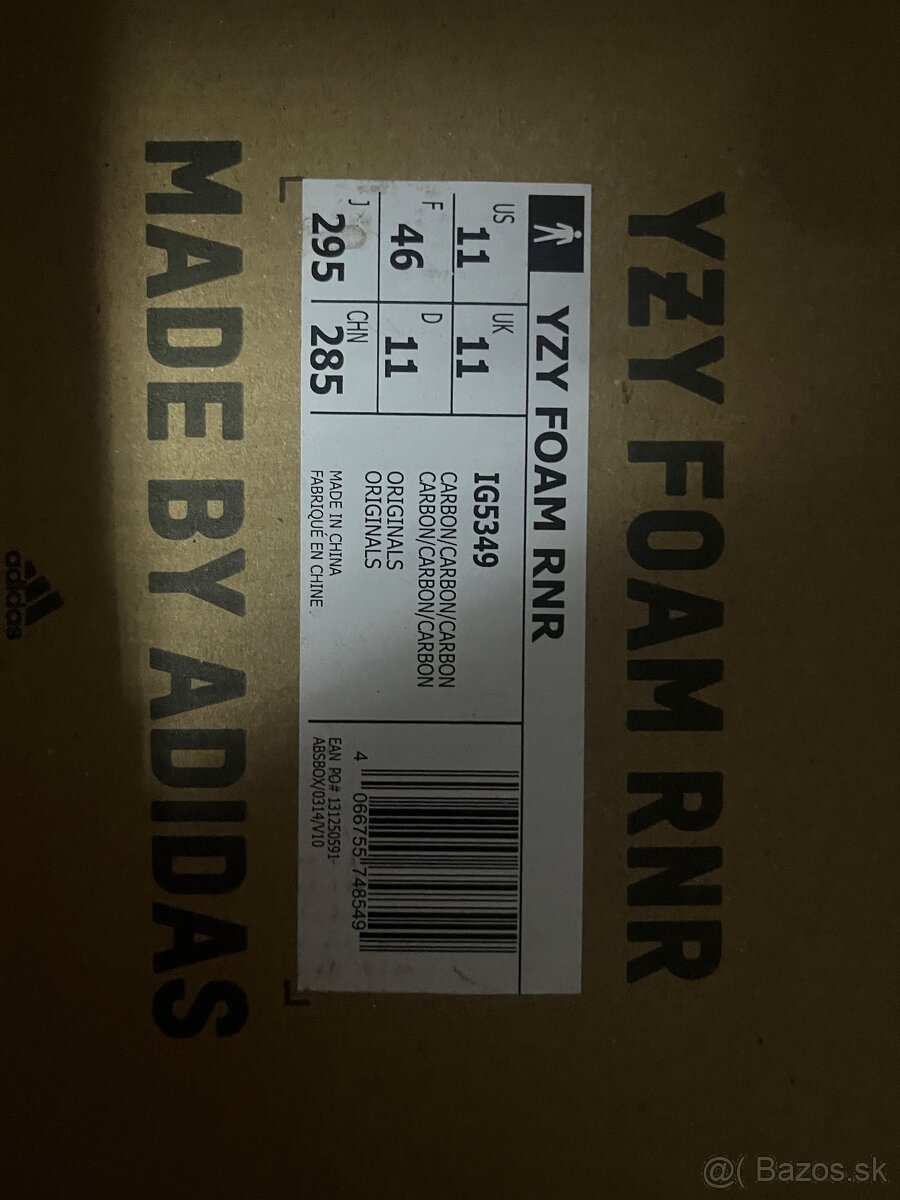 YZY FOAM RNR
YZY FOAM RNR
US
11
UK
11
F
46
D
11
J
295
CHN
285
IG5349
CARBON/CARBON/CARBON
CARBON/CARBON/CARBON
ORIGINALS
ORIGINALS
MADE IN CHINA
FABRIQUÉ EN CHINE
4 066755 748549
EAN PO# 131250591-
ABSBOX/0314/V10
MADE BY ADIDAS
adidas
@( Bazos.sk